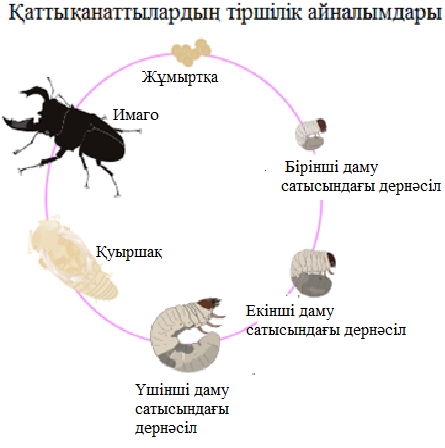 Қаттықанаттылардың тіршілік айналымдары
Жұмыртқа
Имаго
Бірінші даму
сатысындағы дернәсіл
Қуыршақ
Екінші даму
сатысындағы дернәсіл
Үшінші даму
сатысындағы
дернәсіл